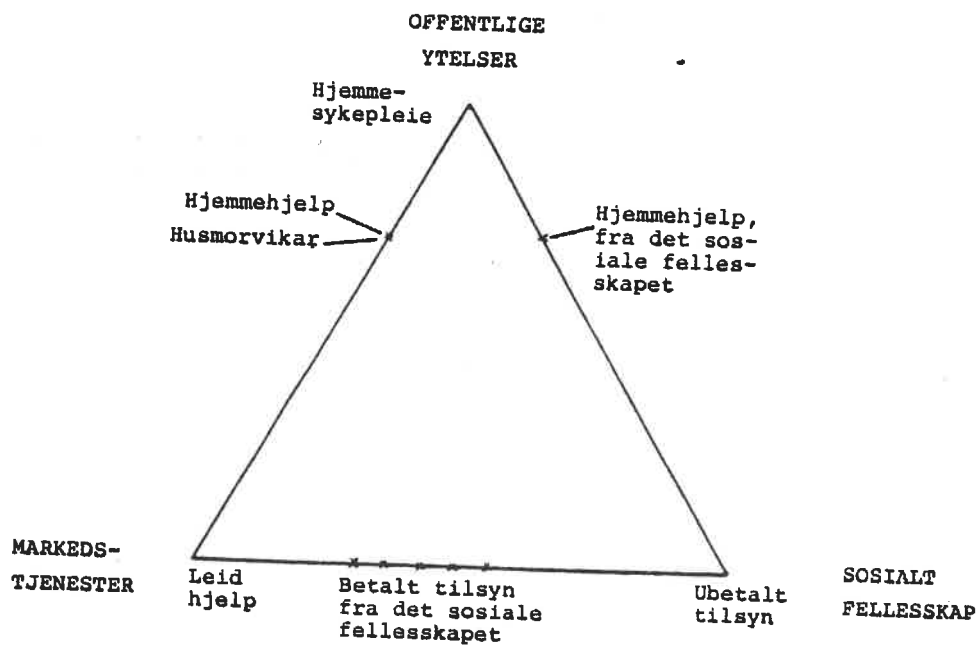 OFFENTLIGE
YTELSER
Hjemme-
sykepleie
Hjemmehjelp
Husmorvikar
Hjemmehjelp,
fra det sos-
iale felles-
skapet
MARKEDS-
TJENESTER
Leid
hjelp
Betalt tilsyn
fra det sosiale
fellesskapet
Ubetalt
tilsyn
SOSIALT
FELLESSKAP